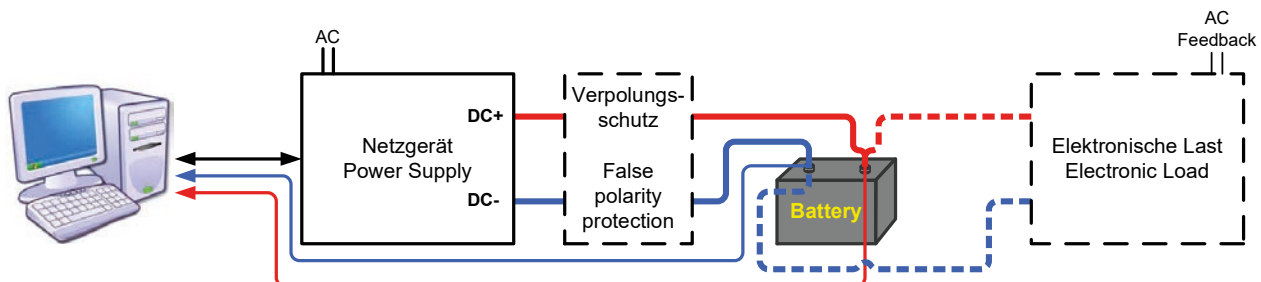 AC
DC+
Netzgerät
Power Supply
DC-
Verpolungs-
schutz
False
polarity
protection
Battery
AC
Feedback
Elektronische Last
Electronic Load